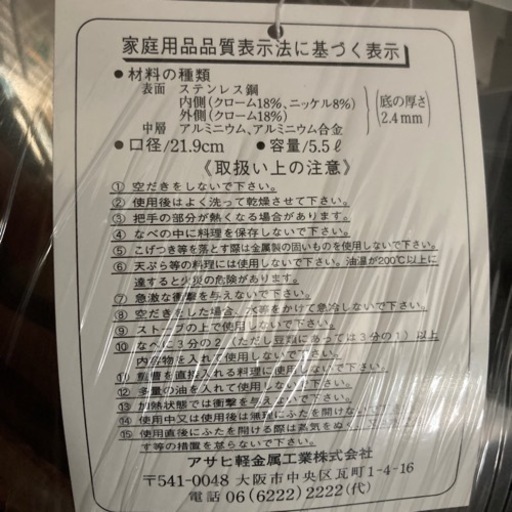 家庭用品品質表示法に基づく表示
●材料の種類
表面 ステンレス鋼
内側(クローム18%、ニッケル8%)
外側(クローム18%)
中層 アルミニウム、アルミニウム合金
(底の厚さ 2.4mm)
●口径/21.9cm ●容量/5.5ℓ
《取扱い上の注意》
① 空だきをしないで下さい。
② 使用後はよく洗って乾燥させて下さい。
③ 把手の部分が熱くなる場合があります。
④ なべの中に料理を保存しないで下さい。
⑤ こげつき等を落とす際は金属製の固いものを使用しないで下さい。
⑥ 天ぷら等の料理には使用しないで下さい。油温が200℃以上に
達すると火災の危険があります。
⑦ 急激な衝撃を与えないで下さい。
⑧ 空だきをした場合、水等をかけて急冷しないで下さい。
⑨ ストーブの上で使用しないで下さい。
⑩ なべに3分の2(ただし豆類にあっては3分の1)以上
内容物を入れて使用しないで下さい。
⑪ 重曹を直接入れる料理に使用しないで下さい。
⑫ 多量の油を入れて使用しないで下さい。
⑬ 加熱状態では衝撃を与えないで下さい。
⑭ 使用中又は使用後は無理にふたを開けない
⑮ 使用直後にふたを開ける際は蒸気をぬ
す等の措置を怠らないで下さい。
アサヒ軽金属工業株式会社
〒541-0048 大阪市中央区瓦町1-4-16
電話 06(6222)2222(代)